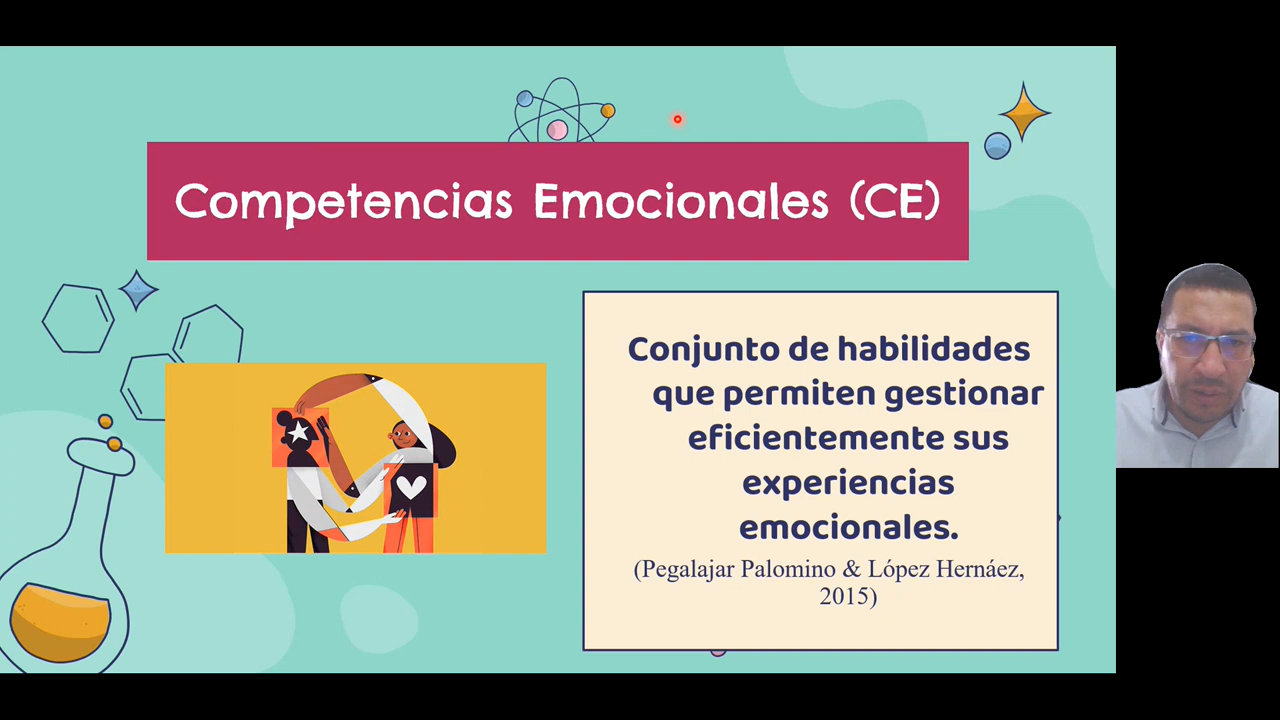 Competencias Emocionales (CE)
Conjunto de habilidades
que permiten gestionar
eficientemente sus
experiencias
emocionales.
(Pegalajar Palomino & López Hernáez,
2015)